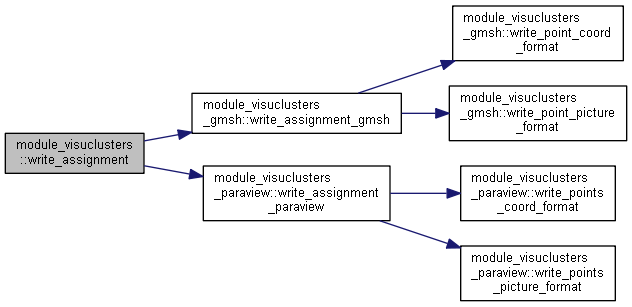 module_visuclusters
::write_assignment
module_visuclusters
_gmsh::write_assignment_gmsh
module_visuclusters
_paraview::write_assignment
_paraview
module_visuclusters
_gmsh::write_point_coord
_format
module_visuclusters
_gmsh::write_point_picture
_format
module_visuclusters
_paraview::write_points
_coord_format
module_visuclusters
_paraview::write_points
_picture_format